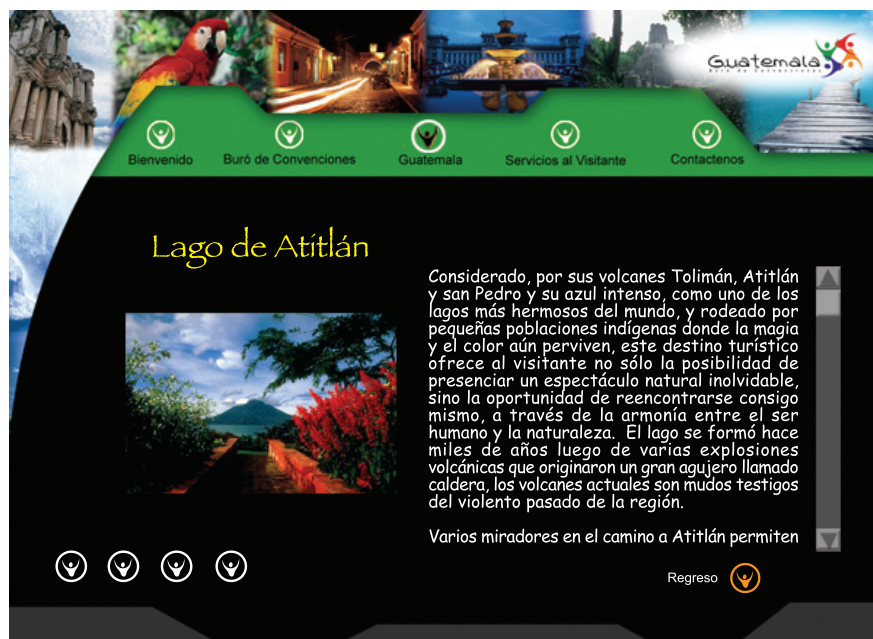 Guatemala
Buró de Convenciones
Bienvenido
Buró de Convenciones
Guatemala
Servicios al Visitante
Contactenos
Lago de Atitlán
Considerado, por sus volcanes Tolimán, Atitlán
y san Pedro y su azul intenso, como uno de los
lagos más hermosos del mundo, y rodeado por
pequeñas poblaciones indígenas donde la magia
y el color aún perviven, este destino turístico
ofrece al visitante no sólo la posibilidad de
presenciar un espectáculo natural inolvidable,
sino la oportunidad de reencontrarse consigo
mismo, a través de la armonía entre el ser
humano y la naturaleza. El lago se formó hace
miles de años luego de varias explosiones
volcánicas que originaron un gran agujero llamado
caldera, los volcanes actuales son mudos testigos
del violento pasado de la región.
Varios miradores en el camino a Atitlán permiten
Regreso